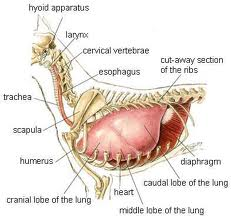 hyoid apparatus
larynx
cervical vertebrae
cut-away section
of the ribs
esophagus
trachea
scapula
humerus
diaphragm
caudal lobe of the lung
heart
cranial lobe of the lung
middle lobe of the lung